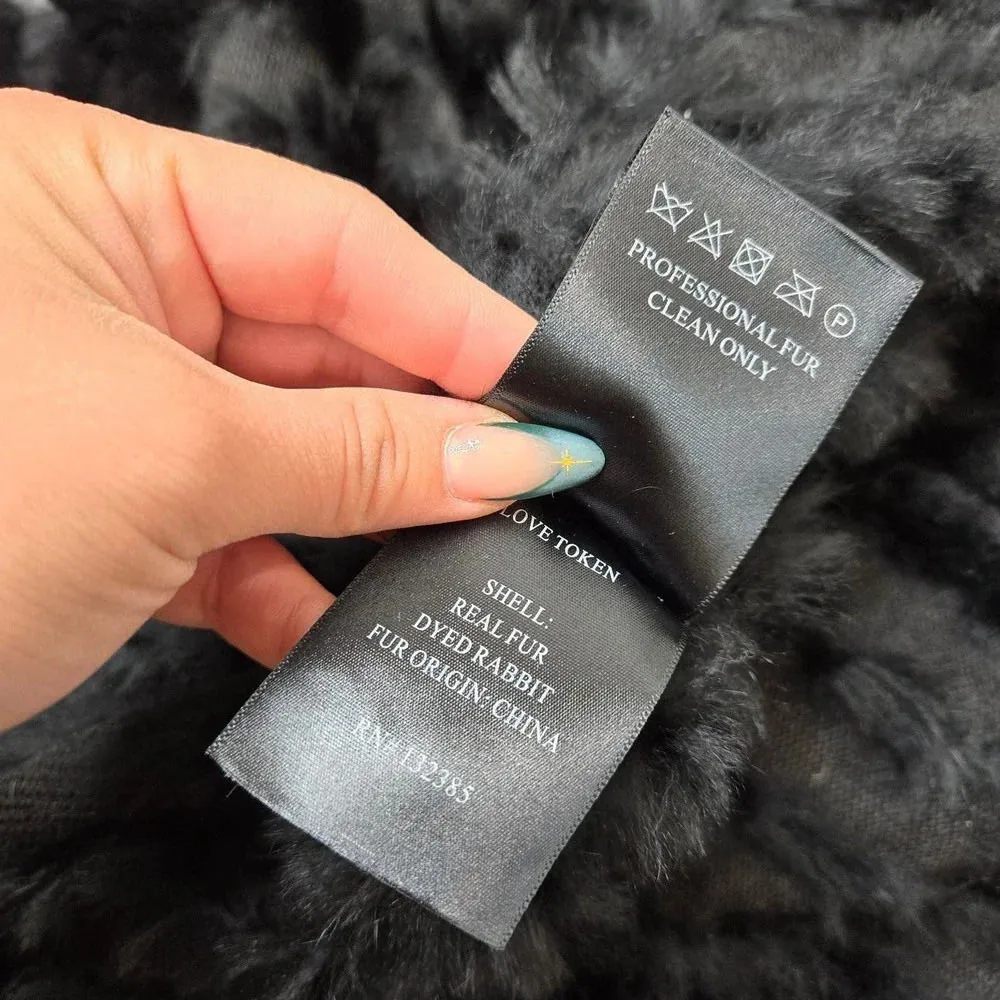 P
PROFESSIONAL FUR
CLEAN ONLY
LOVE TOKEN
SHELL:
REAL FUR
DYED RABBIT
FUR ORIGIN: CHINA
RN#132385